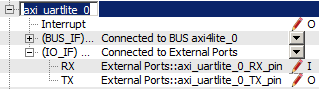 axi_uartlite_0
Interrupt O
(BUS_IF)... Connected to BUS axi4lite_0
(IO_IF)... Connected to External Ports
RX External Ports::axi_uartlite_0_RX_pin I
TX External Ports::axi_uartlite_0_TX_pin O